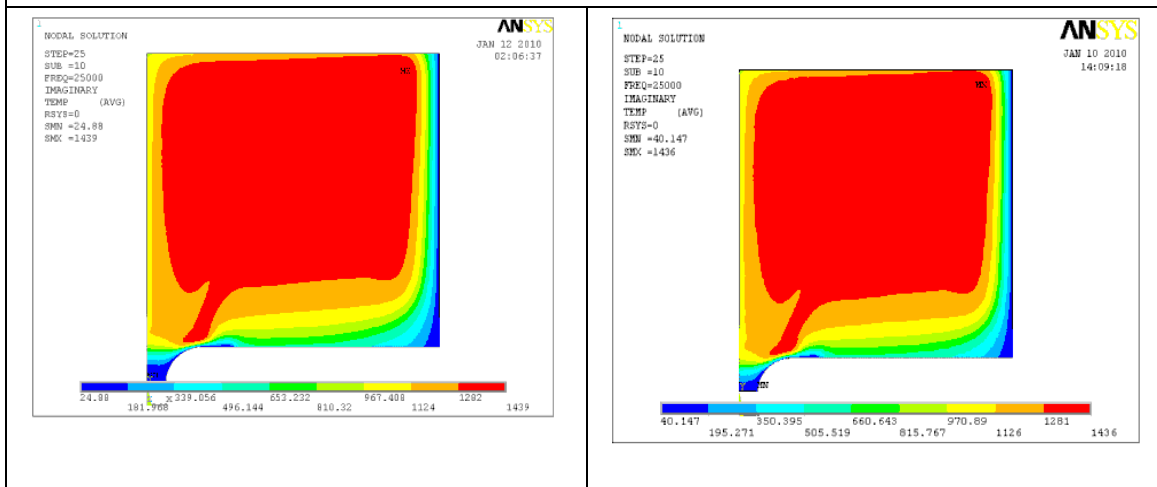 1
ANSYS
NODAL SOLUTION
JAN 12 2010
02:06:37
STEP=25
SUB =10
FREQ=25000
IMAGINARY
TEMP (AVG)
RSYS=0
SMN =24.88
SMX =1439
MX
24.88 339.056 653.232 967.408 1282
181.968 496.144 810.32 1124 1439
1
ANSYS
NODAL SOLUTION
JAN 10 2010
14:09:18
STEP=25
SUB =10
FREQ=25000
IMAGINARY
TEMP (AVG)
RSYS=0
SMN =40.147
SMX =1436
MN
40.147 350.395 660.643 970.89 1281
195.271 505.519 815.767 1126 1436